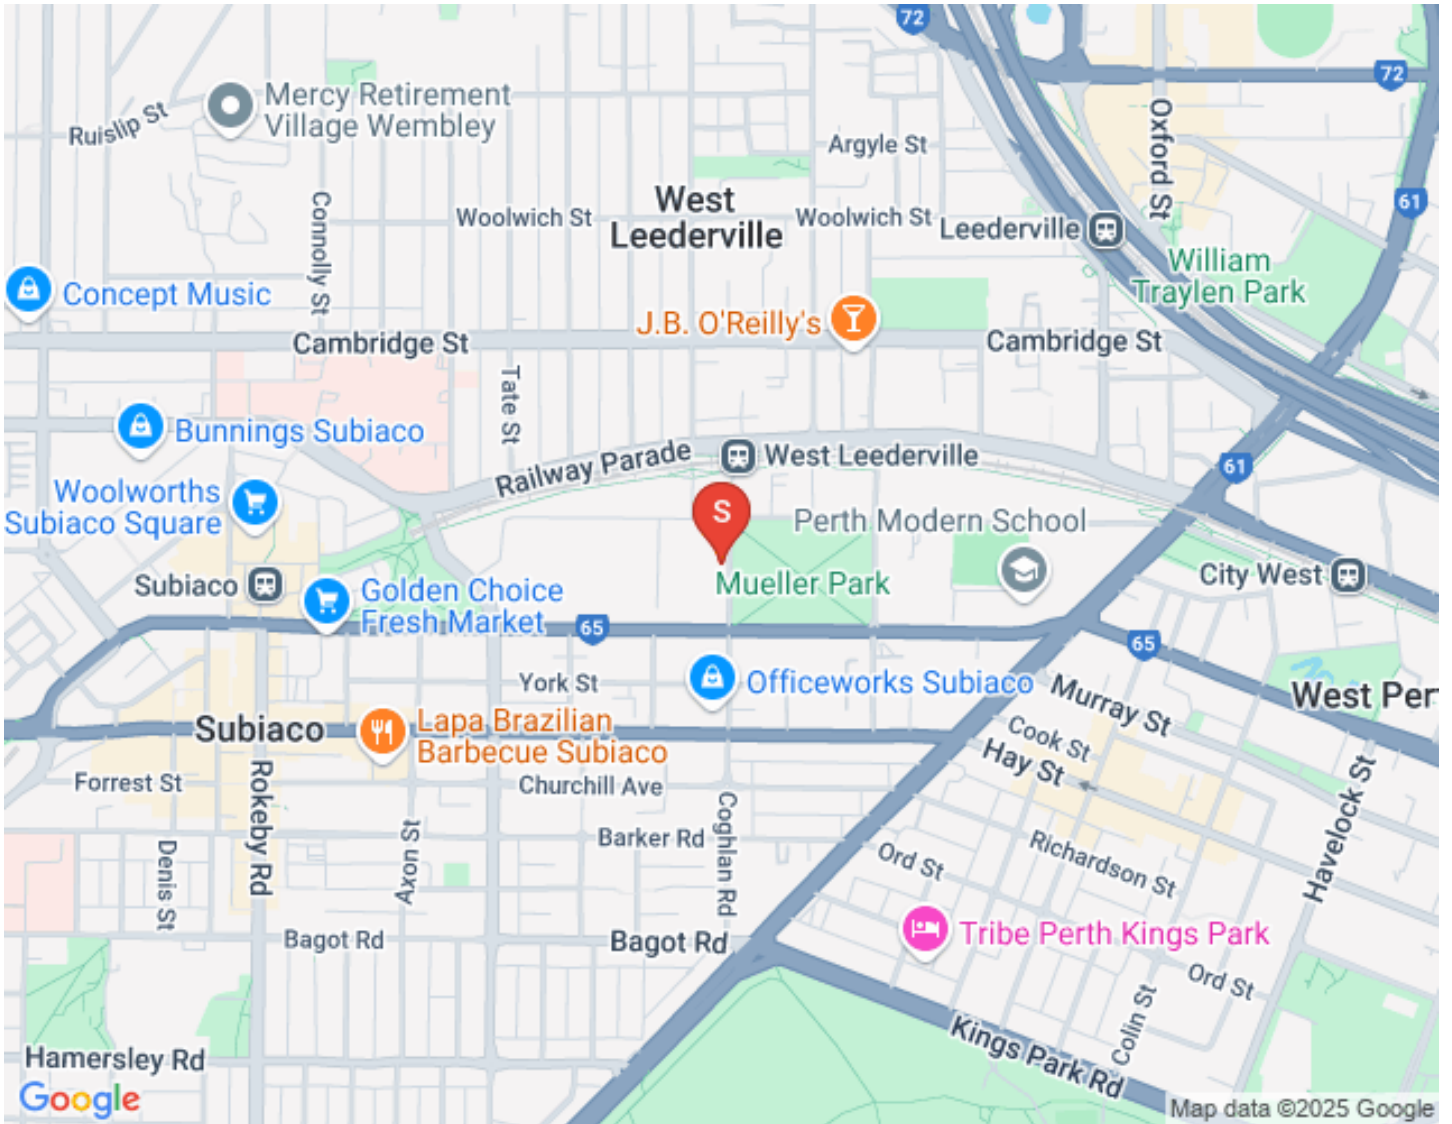 72
72
Mercy Retirement
Village Wembley
Ruislip St
Argyle St
Oxford St
61
West
Leederville
Woolwich St
Woolwich St
Leederville
Connolly St
William
Traylen Park
Concept Music
J.B. O'Reilly's
Cambridge St
Cambridge St
Tate St
Bunnings Subiaco
Railway Parade
West Leederville
61
Woolworths
Subiaco Square
S
Perth Modern School
Subiaco
Mueller Park
City West
Golden Choice
Fresh Market
65
65
York St
Officeworks Subiaco
Murray St
West Per
Subiaco
Lapa Brazilian
Barbecue Subiaco
Cook St
Hay St
Forrest St
Rokeby Rd
Churchill Ave
Coghlan Rd
Havelock St
Barker Rd
Denis St
Axon St
Ord St
Richardson St
Bagot Rd
Bagot Rd
Tribe Perth Kings Park
Ord St
Colin St
Kings Park Rd
Hamersley Rd
Google
Map data ©2025 Google